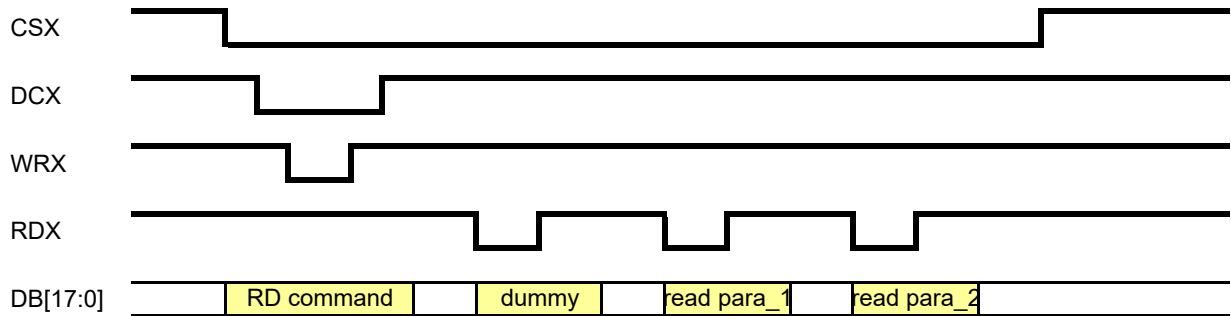 CSX
DCX
WRX
RDX
DB[17:0] RD command dummy read para_1 read para_2